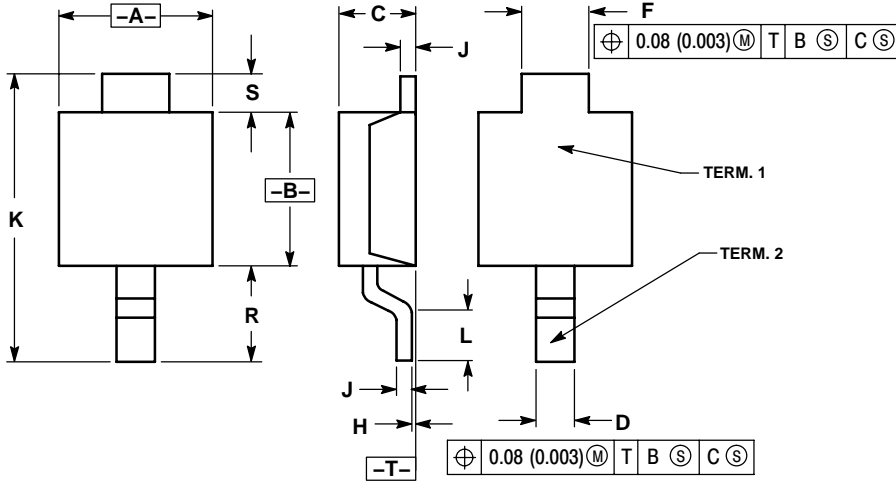 –A–
C
F
⌖ 0.08 (0.003) Ⓜ T B Ⓢ C Ⓢ
J
S
–B–
TERM. 1
K
TERM. 2
R
L
J
D
H
⌖ 0.08 (0.003) Ⓜ T B Ⓢ C Ⓢ
–T–